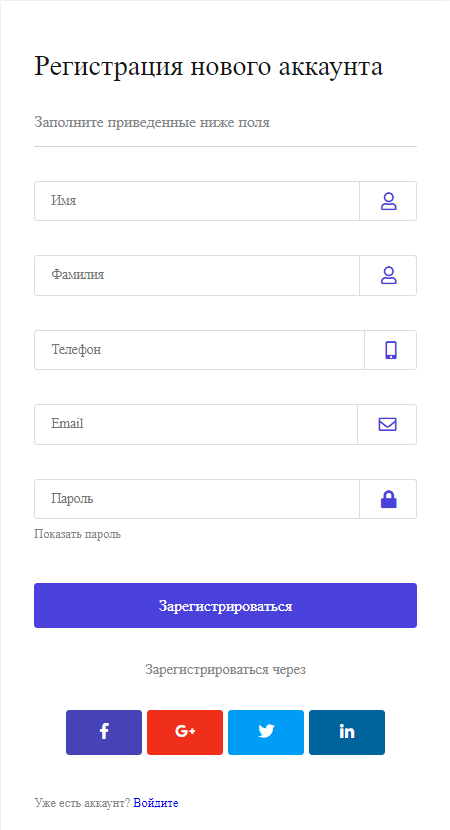 Регистрация нового аккаунта
Заполните приведенные ниже поля
Имя
Фамилия
Телефон
Email
Пароль
Показать пароль
Зарегистрироваться
Зарегистрироваться через
f G+ in
Уже есть аккаунт? Войдите